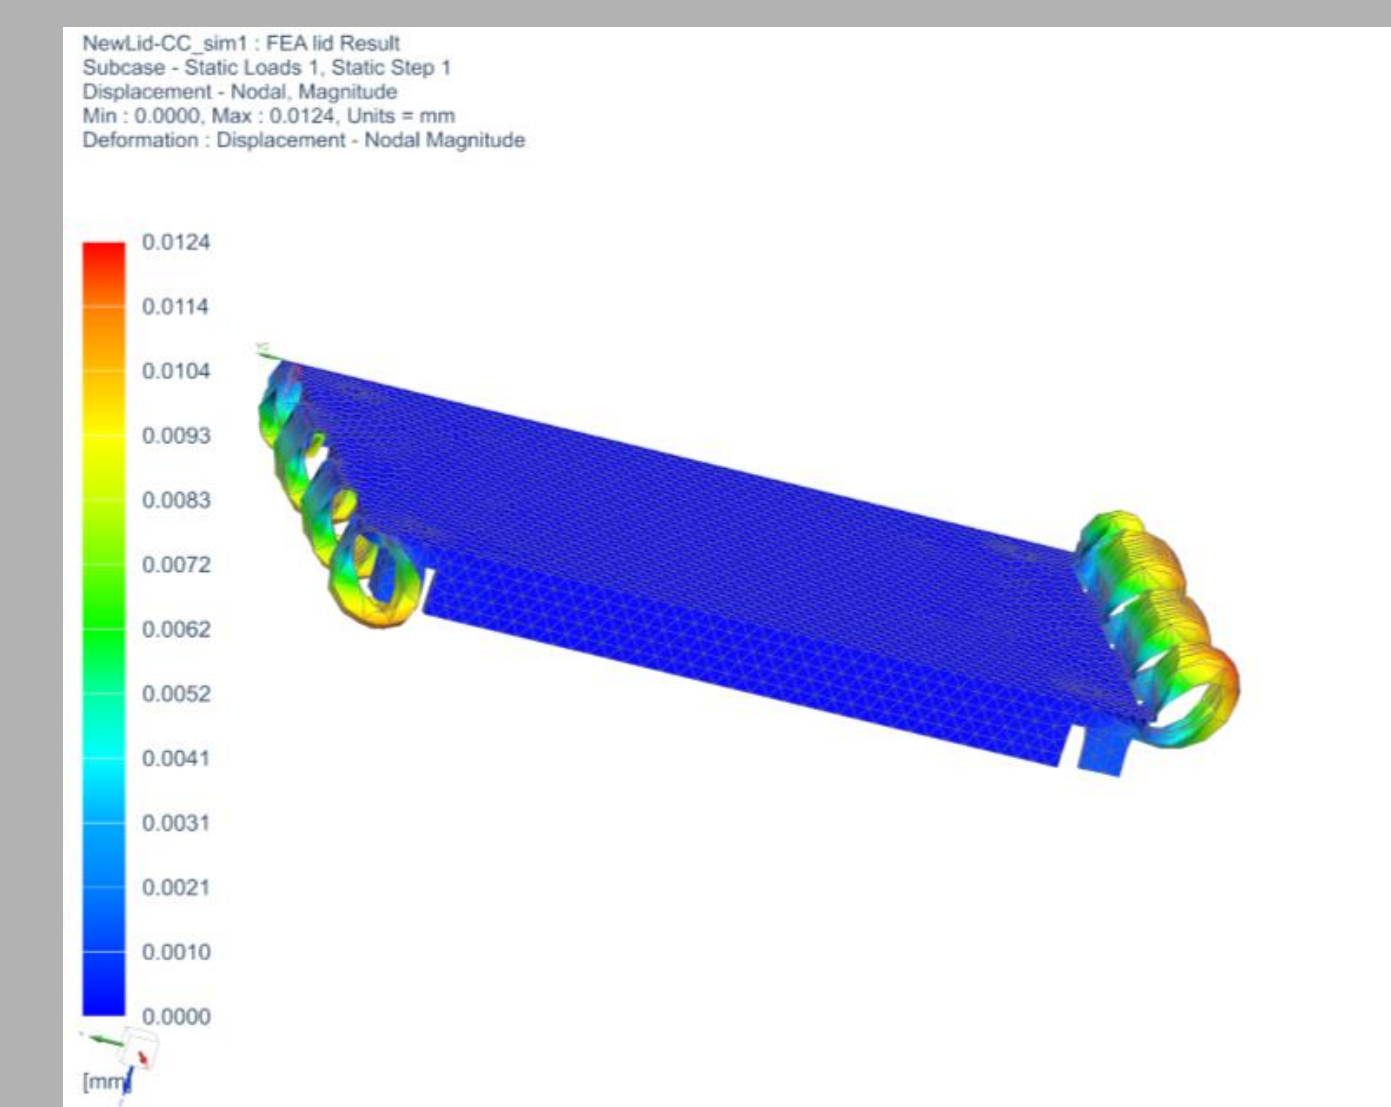 NewLid-CC_sim1 : FEA lid Result
Subcase - Static Loads 1, Static Step 1
Displacement - Nodal, Magnitude
Min : 0.0000, Max : 0.0124, Units = mm
Deformation : Displacement - Nodal Magnitude
0.0124
0.0114
0.0104
0.0093
0.0083
0.0072
0.0062
0.0052
0.0041
0.0031
0.0021
0.0010
0.0000
[mm]